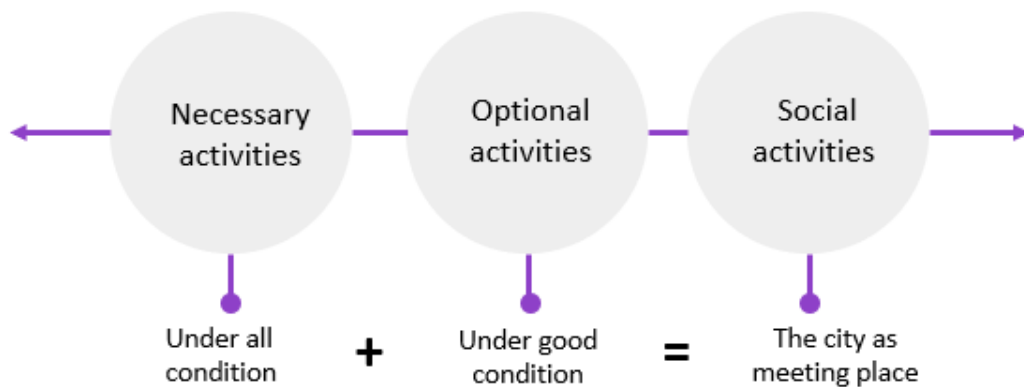 Necessary
activities
Optional
activities
Social
activities
Under all
condition
+
Under good
condition
=
The city as
meeting place